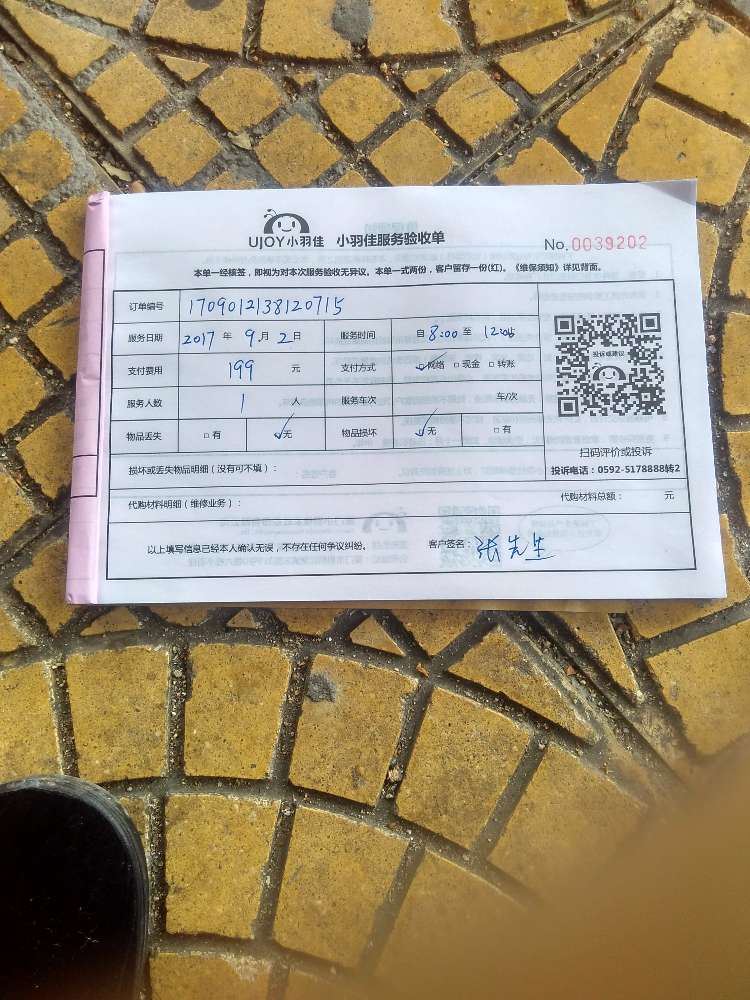 UJOY小羽佳 小羽佳服务验收单 No.0039202
本单一经核签，即视为对本次服务验收无异议。本单一式两份，客户留存一份(红)。《维保须知》详见背面。
订单编号 1709012138120715
服务日期 2017 年 9 月 2 日 服务时间 自 8:00 至 12:00
支付费用 199 元 支付方式 ☑网络 □现金 □转账
服务人数 1 人 服务车次 车/次
物品丢失 □有 ☑无 物品损坏 ☑无 □有
投诉或建议
扫码评价或投诉
投诉电话：0592-5178888转2
损坏或丢失物品明细（没有可不填）：
代购材料明细（维修业务）： 代购材料总额： 元
以上填写信息已经本人确认无误，不存在任何争议纠纷。 客户签名：张先生